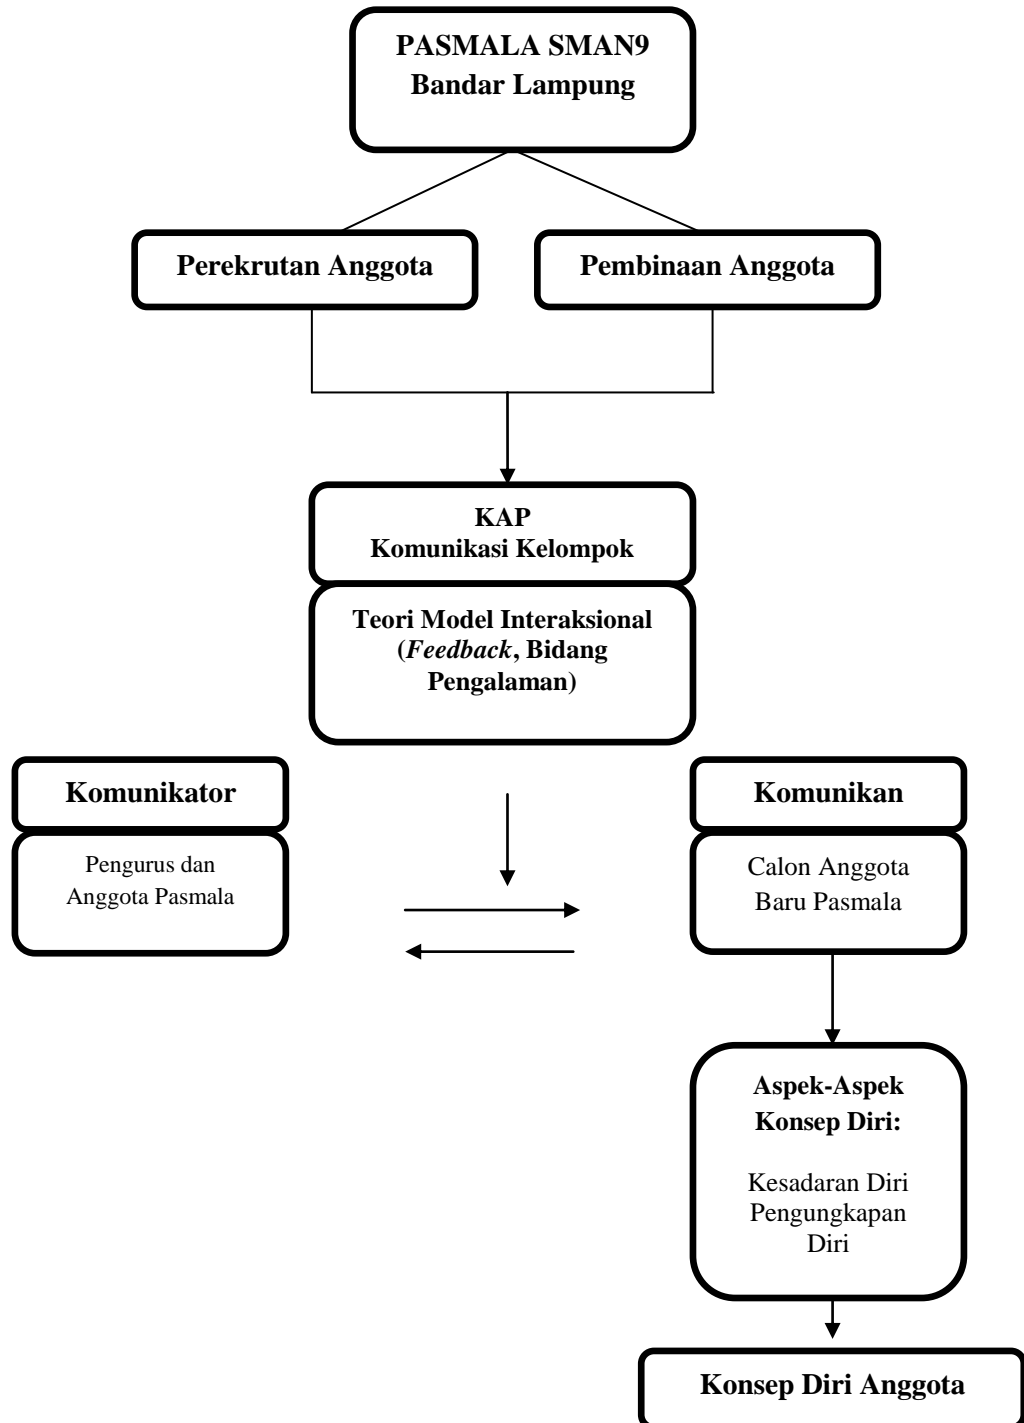 PASMALA SMAN9
Bandar Lampung
Perekrutan Anggota
Pembinaan Anggota
KAP
Komunikasi Kelompok
Teori Model Interaksional
(Feedback, Bidang
Pengalaman)
Komunikator
Pengurus dan
Anggota Pasmala
Komunikan
Calon Anggota
Baru Pasmala
Aspek-Aspek
Konsep Diri:
Kesadaran Diri
Pengungkapan
Diri
Konsep Diri Anggota